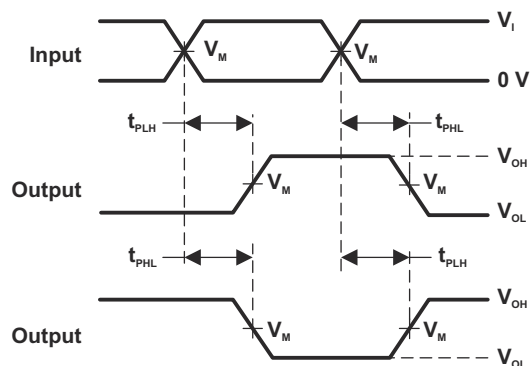 V_I
Input V_M V_M
0 V
t_PLH t_PHL
V_OH
Output V_M V_M
V_OL
t_PHL t_PLH
V_OH
V_M V_M
Output
V_OL